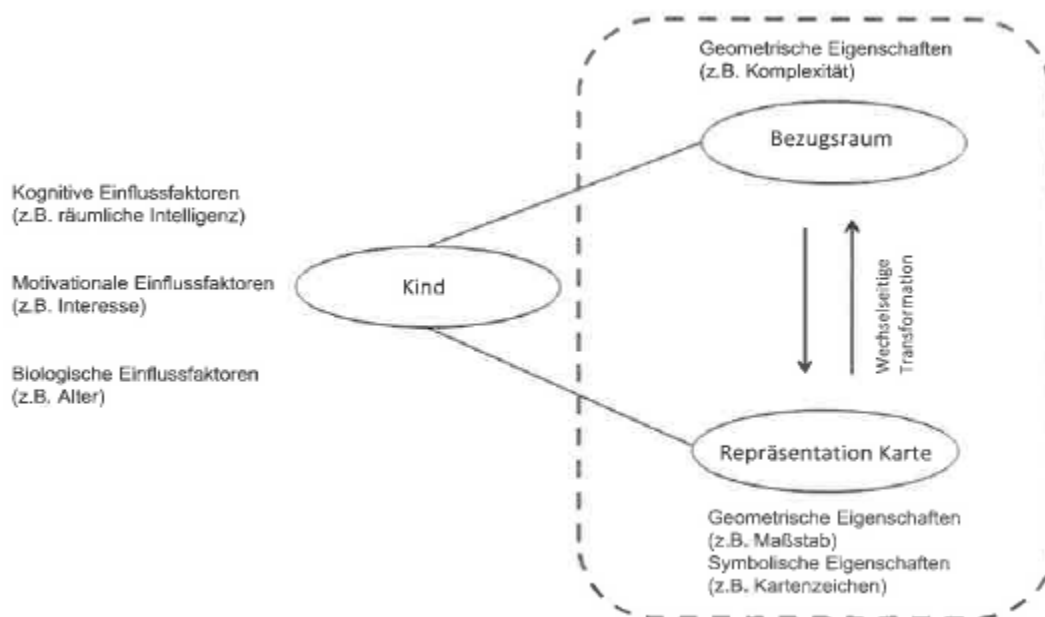 Geometrische Eigenschaften
(z.B. Komplexität)
Bezugsraum
Kognitive Einflussfaktoren
(z.B. räumliche Intelligenz)
Motivationale Einflussfaktoren
(z.B. Interesse)
Kind
Biologische Einflussfaktoren
(z.B. Alter)
Wechselseitige
Transformation
Repräsentation Karte
Geometrische Eigenschaften
(z.B. Maßstab)
Symbolische Eigenschaften
(z.B. Kartenzeichen)